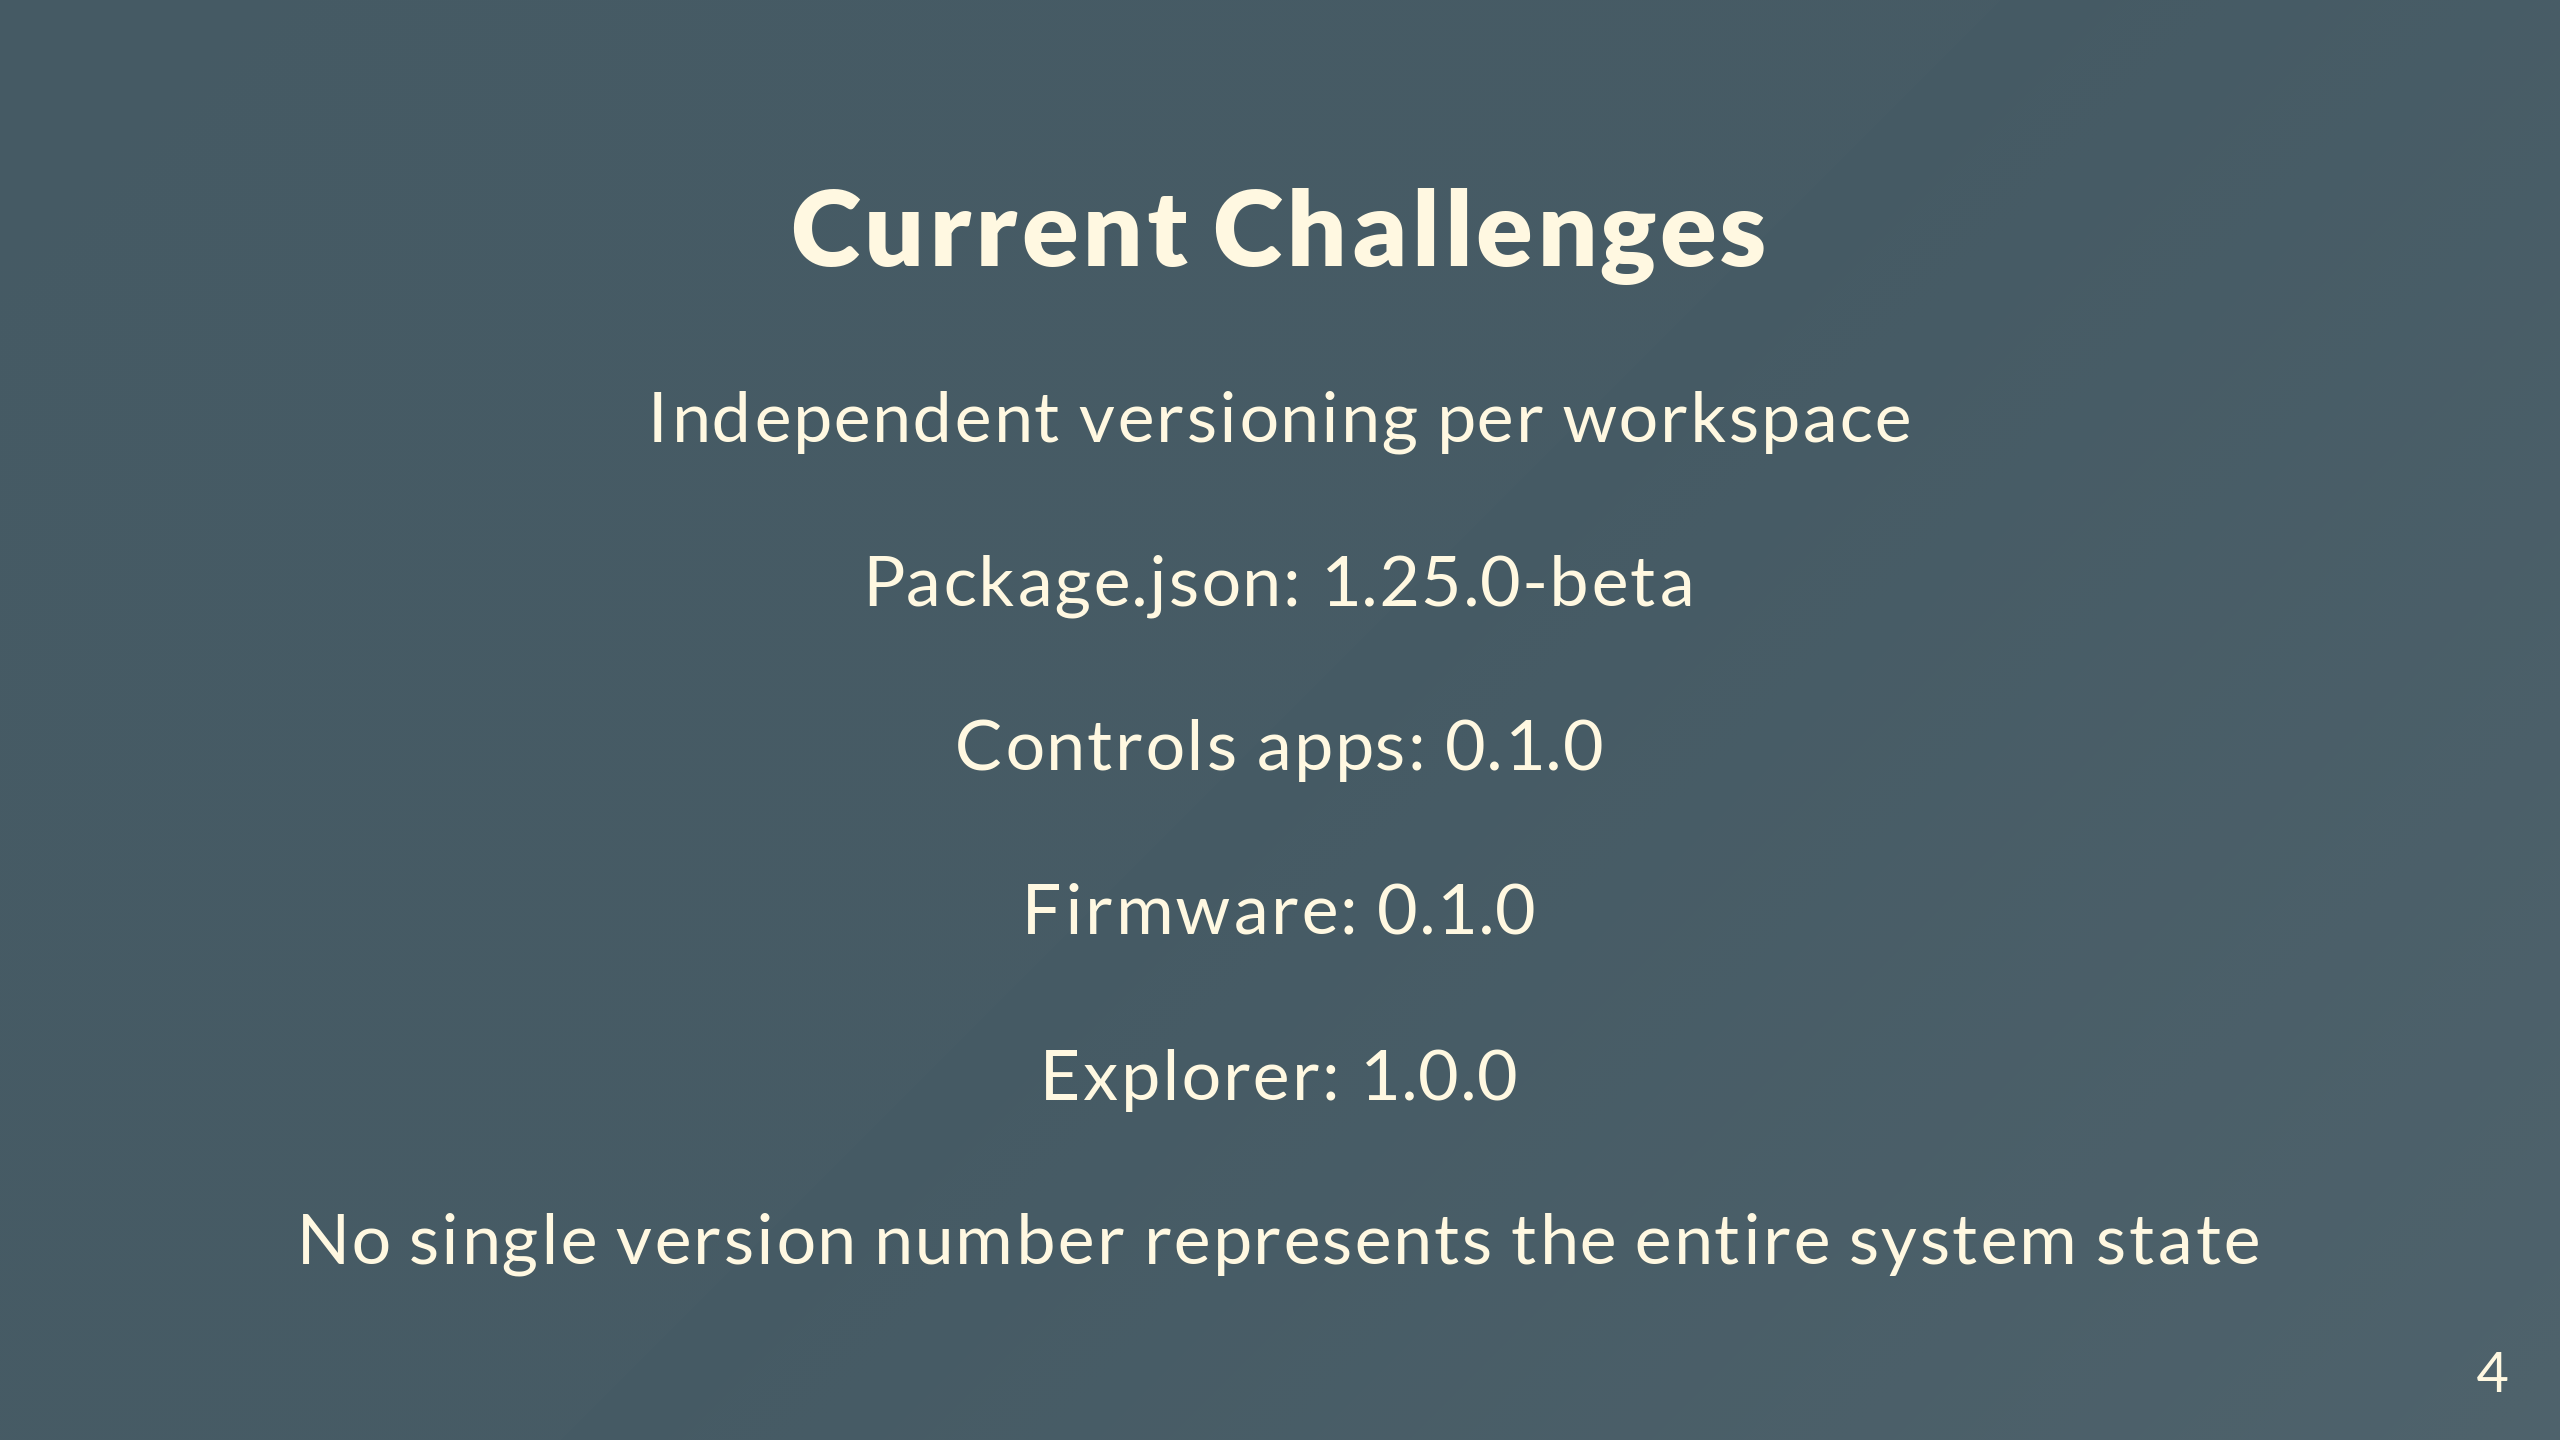 Current Challenges
Independent versioning per workspace
Package.json: 1.25.0-beta
Controls apps: 0.1.0
Firmware: 0.1.0
Explorer: 1.0.0
No single version number represents the entire system state
4